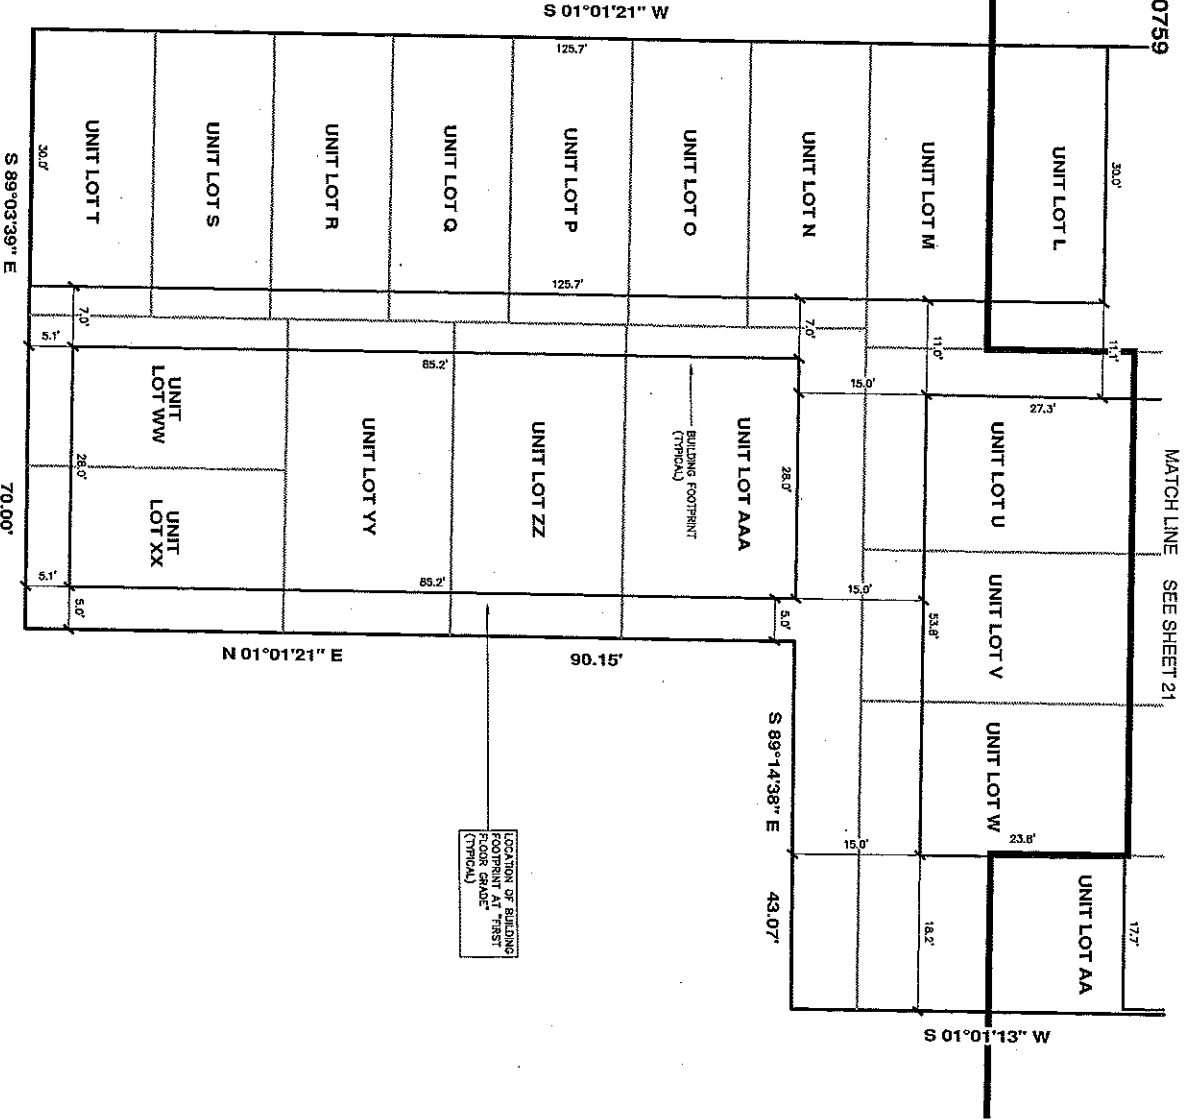 S 01°01'21" W
0759
125.7'
30.0'
UNIT LOT L
UNIT LOT M
UNIT LOT N
UNIT LOT O
UNIT LOT P
UNIT LOT Q
UNIT LOT R
UNIT LOT S
UNIT LOT T
30.0'
S 89°03'39" E
125.7'
7.0'
7.0'
11.0'
11.1'
5.1'
85.2'
15.0'
27.3'
MATCH LINE SEE SHEET 21
UNIT
LOT WW
UNIT LOT YY
UNIT LOT ZZ
BUILDING FOOTPRINT
(TYPICAL)
UNIT LOT AAA
28.0'
28.0'
UNIT LOT U
70.00'
UNIT
LOT XX
5.1'
5.0'
85.2'
5.0'
15.0'
53.8'
UNIT LOT V
N 01°01'21" E
90.15'
S 89°14'38" E 43.07'
UNIT LOT W
23.8'
15.0'
LOCATION OF BUILDING
FOOTPRINT AT "FIRST
FLOOR GRADE"
(TYPICAL)
18.2'
UNIT LOT AA
17.7'
S 01°01'13" W